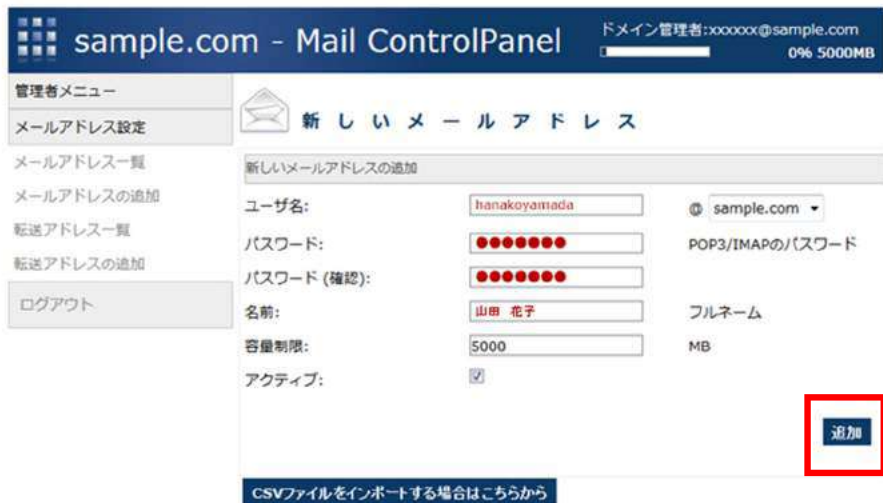 sample.com - Mail ControlPanel
ドメイン管理者:xxxxxx@sample.com
0% 5000MB
管理者メニュー
メールアドレス設定
メールアドレス一覧
メールアドレスの追加
転送アドレス一覧
転送アドレスの追加
ログアウト
新しいメールアドレス
新しいメールアドレスの追加
ユーザ名: hanakoyamada @ sample.com
パスワード: ●●●●●●● POP3/IMAPのパスワード
パスワード (確認): ●●●●●●●
名前: 山田 花子 フルネーム
容量制限: 5000 MB
アクティブ:
追加
CSVファイルをインポートする場合はこちらから